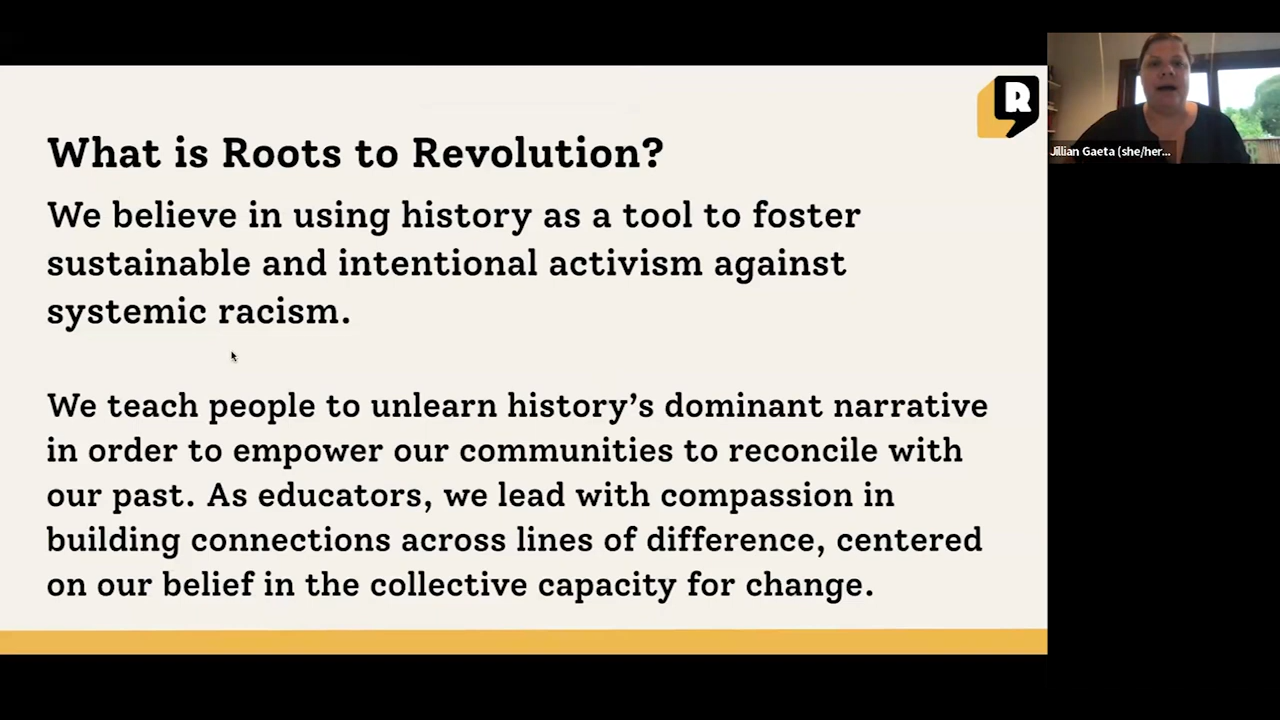 What is Roots to Revolution?
We believe in using history as a tool to foster
sustainable and intentional activism against
systemic racism.
We teach people to unlearn history’s dominant narrative
in order to empower our communities to reconcile with
our past. As educators, we lead with compassion in
building connections across lines of difference, centered
on our belief in the collective capacity for change.
R
Jillian Gaeta (she/her...